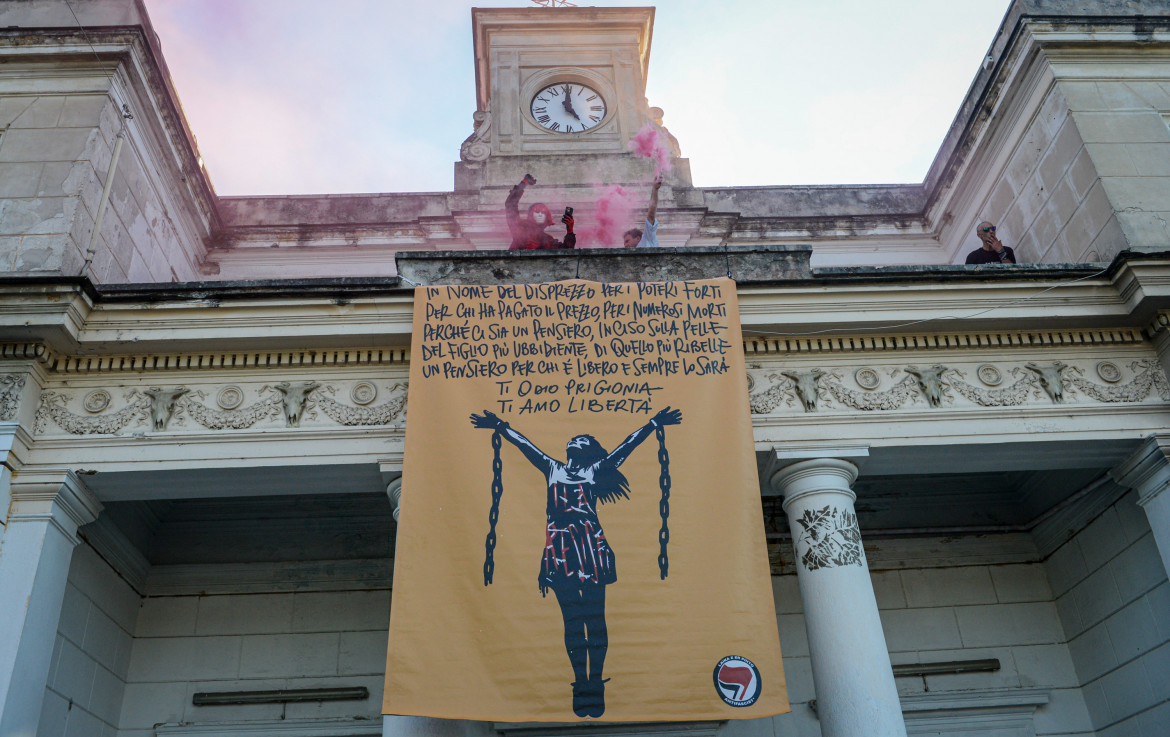 IN NOME DEL DISPREZZO PER I POTERI FORTI
PER CHI HA PAGATO IL PREZZO, PER I NUMEROSI MORTI
PERCHÉ CI SIA UN PENSIERO, INCISO SULLA PELLE
DEL FIGLIO PIÙ UBBIDIENTE, DI QUELLO PIÙ RIBELLE
UN PENSIERO PER CHI É LIBERO E SEMPRE LO SARÀ
TI ODIO PRIGIONIA
TI AMO LIBERTÀ